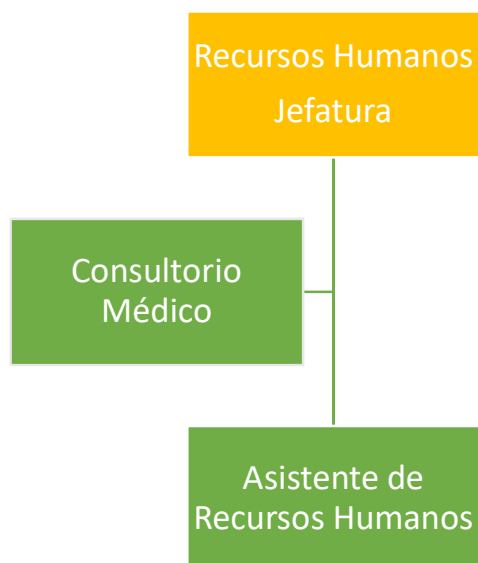 Recursos Humanos
Jefatura
Consultorio
Médico
Asistente de
Recursos Humanos